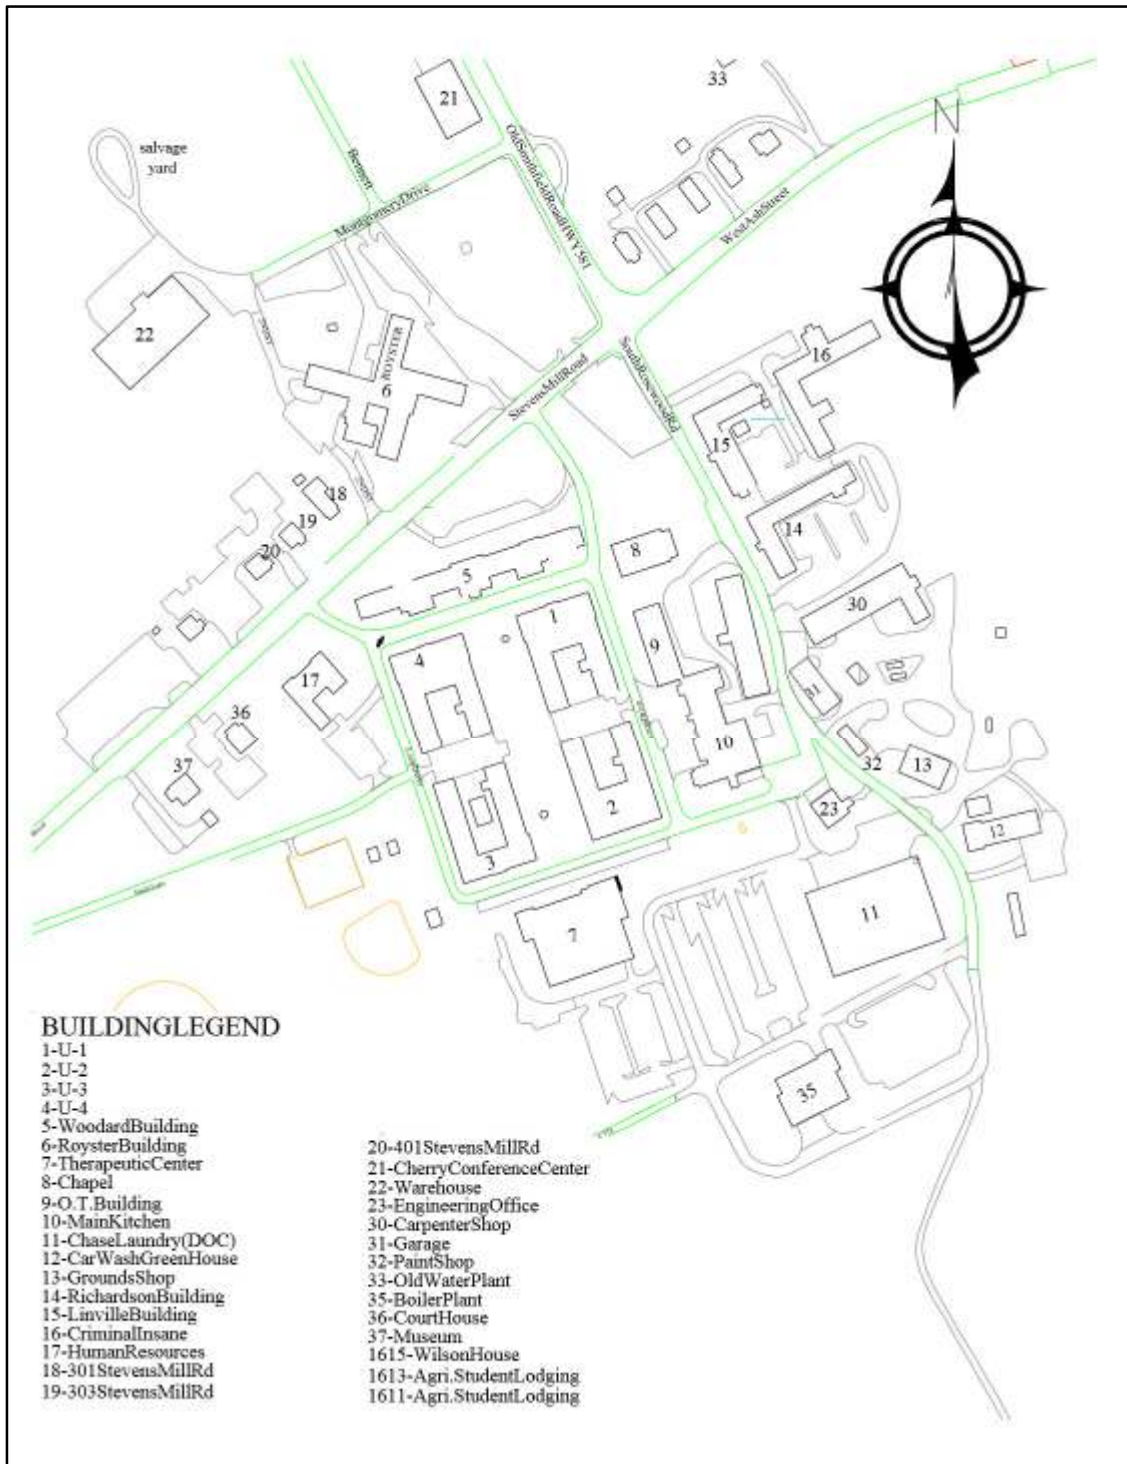 33
21
N
salvage
yard
Bennett
OldSouthfieldRoadHWY581
MontgomeryDrive
WestAshStreet
22
ROYSTER
6
StevensMillRoad
SouthRosewoodRd
16
15
18
19
20
14
8
5
1
30
9
4
17
31
36
10
32
13
37
2
23
12
3
11
7
35
BUILDINGLEGEND
1-U-1
2-U-2
3-U-3
4-U-4
5-WoodardBuilding
6-RoysterBuilding
7-TherapeuticCenter
8-Chapel
9-O.T.Building
10-MainKitchen
11-ChaseLaundry(DOC)
12-CarWashGreenHouse
13-GroundsShop
14-RichardsonBuilding
15-LinvilleBuilding
16-CriminalInsane
17-HumanResources
18-301StevensMillRd
19-303StevensMillRd
20-401StevensMillRd
21-CherryConferenceCenter
22-Warehouse
23-EngineeringOffice
30-CarpenterShop
31-Garage
32-PaintShop
33-OldWaterPlant
35-BoilerPlant
36-CourtHouse
37-Museum
1615-WilsonHouse
1613-Agri.StudentLodging
1611-Agri.StudentLodging